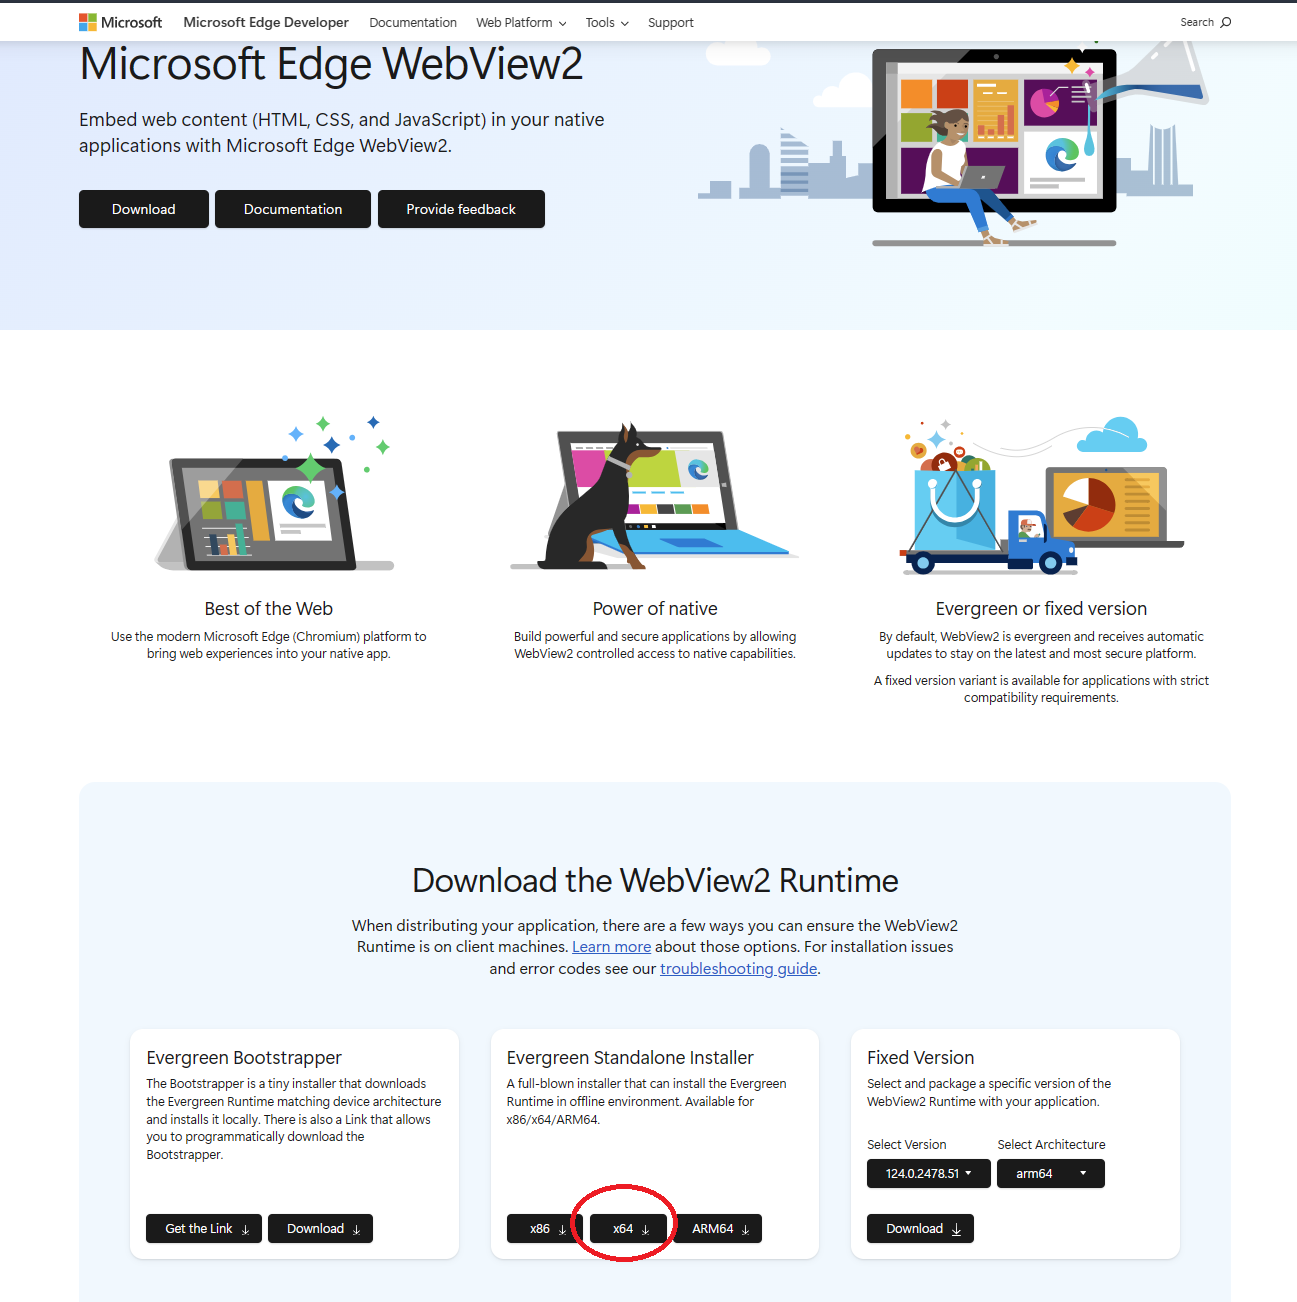 Microsoft
Microsoft Edge Developer
Documentation
Web Platform
Tools
Support
Search
Microsoft Edge WebView2
Embed web content (HTML, CSS, and JavaScript) in your native
applications with Microsoft Edge WebView2.
Download
Documentation
Provide feedback
Best of the Web
Use the modern Microsoft Edge (Chromium) platform to
bring web experiences into your native app.
Power of native
Build powerful and secure applications by allowing
WebView2 controlled access to native capabilities.
Evergreen or fixed version
By default, WebView2 is evergreen and receives automatic
updates to stay on the latest and most secure platform.
A fixed version variant is available for applications with strict
compatibility requirements.
Download the WebView2 Runtime
When distributing your application, there are a few ways you can ensure the WebView2
Runtime is on client machines. Learn more about those options. For installation issues
and error codes see our troubleshooting guide.
Evergreen Bootstrapper
The Bootstrapper is a tiny installer that downloads
the Evergreen Runtime matching device architecture
and installs it locally. There is also a Link that allows
you to programmatically download the
Bootstrapper.
Get the Link
Download
Evergreen Standalone Installer
A full-blown installer that can install the Evergreen
Runtime in offline environment. Available for
x86/x64/ARM64.
x86
x64
ARM64
Fixed Version
Select and package a specific version of the
WebView2 Runtime with your application.
Select Version
Select Architecture
124.0.2478.51
arm64
Download